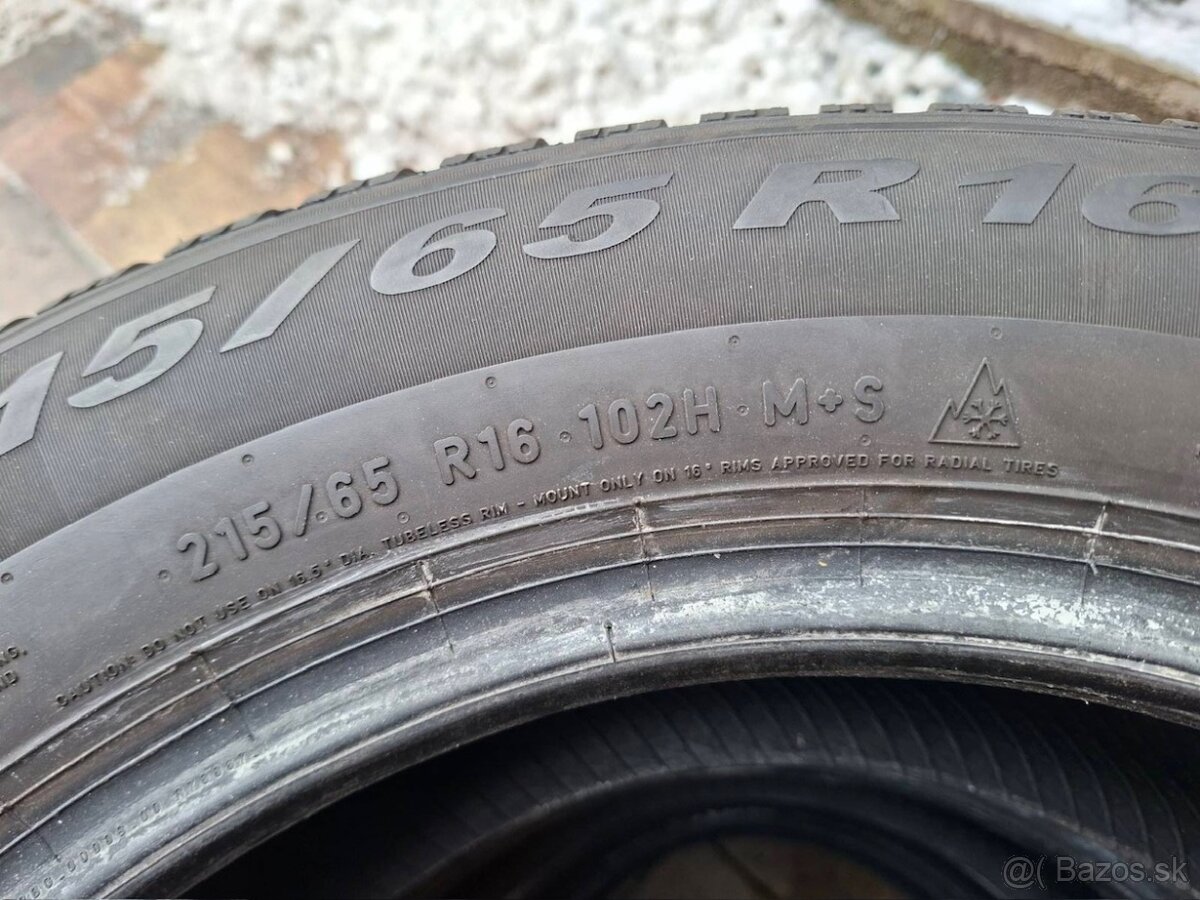 15/65 R16
215/65 R16 · 102H · M+S
CAUTION: DO NOT USE ON 16.5" DIA. TUBELESS RIM - MOUNT ONLY ON 16" RIMS APPROVED FOR RADIAL TIRES
@( Bazos.sk